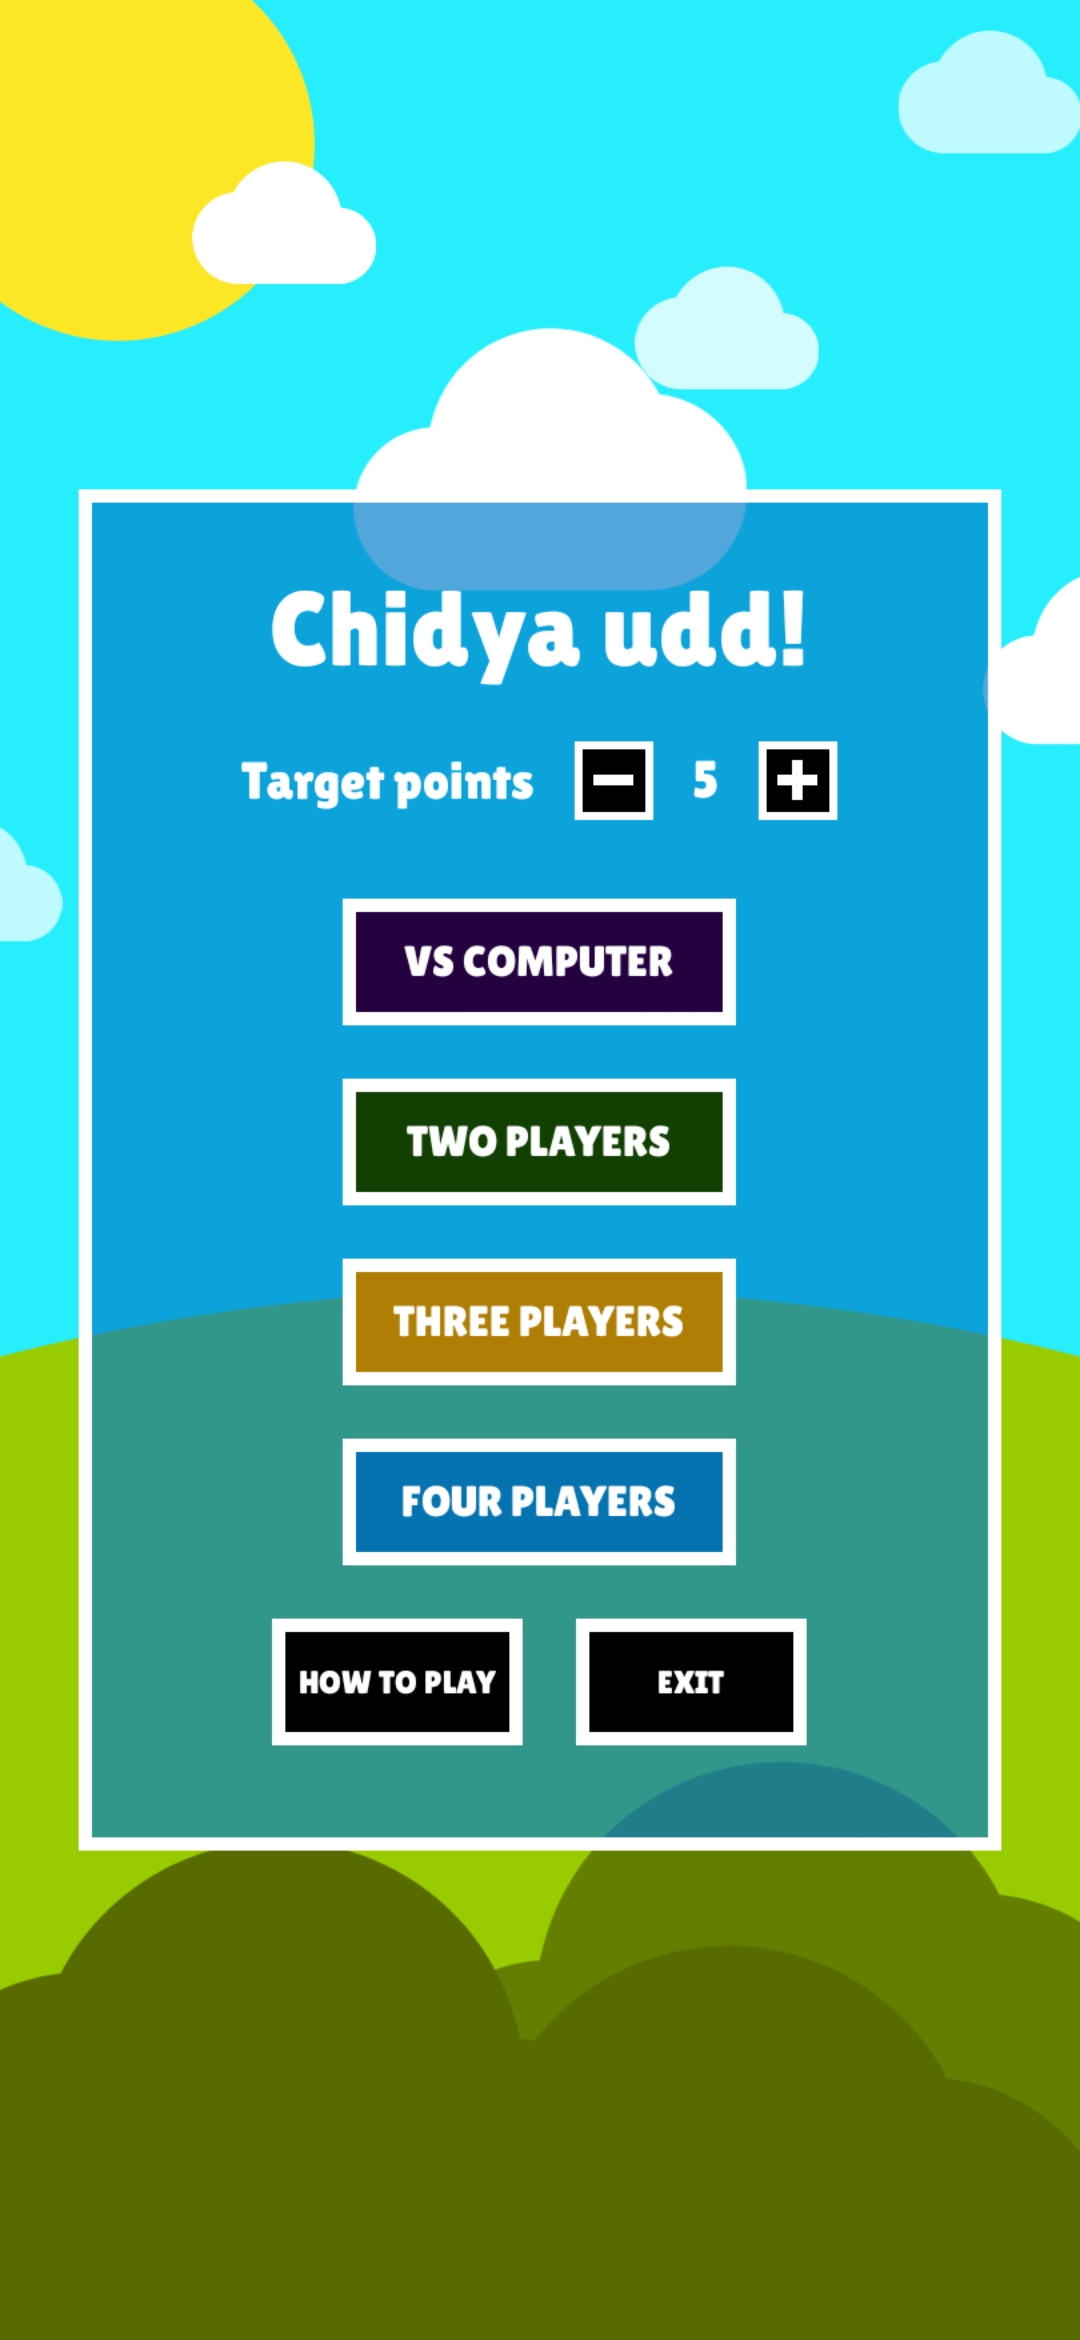 Chidya udd!
Target points 5
VS COMPUTER
TWO PLAYERS
THREE PLAYERS
FOUR PLAYERS
HOW TO PLAY EXIT